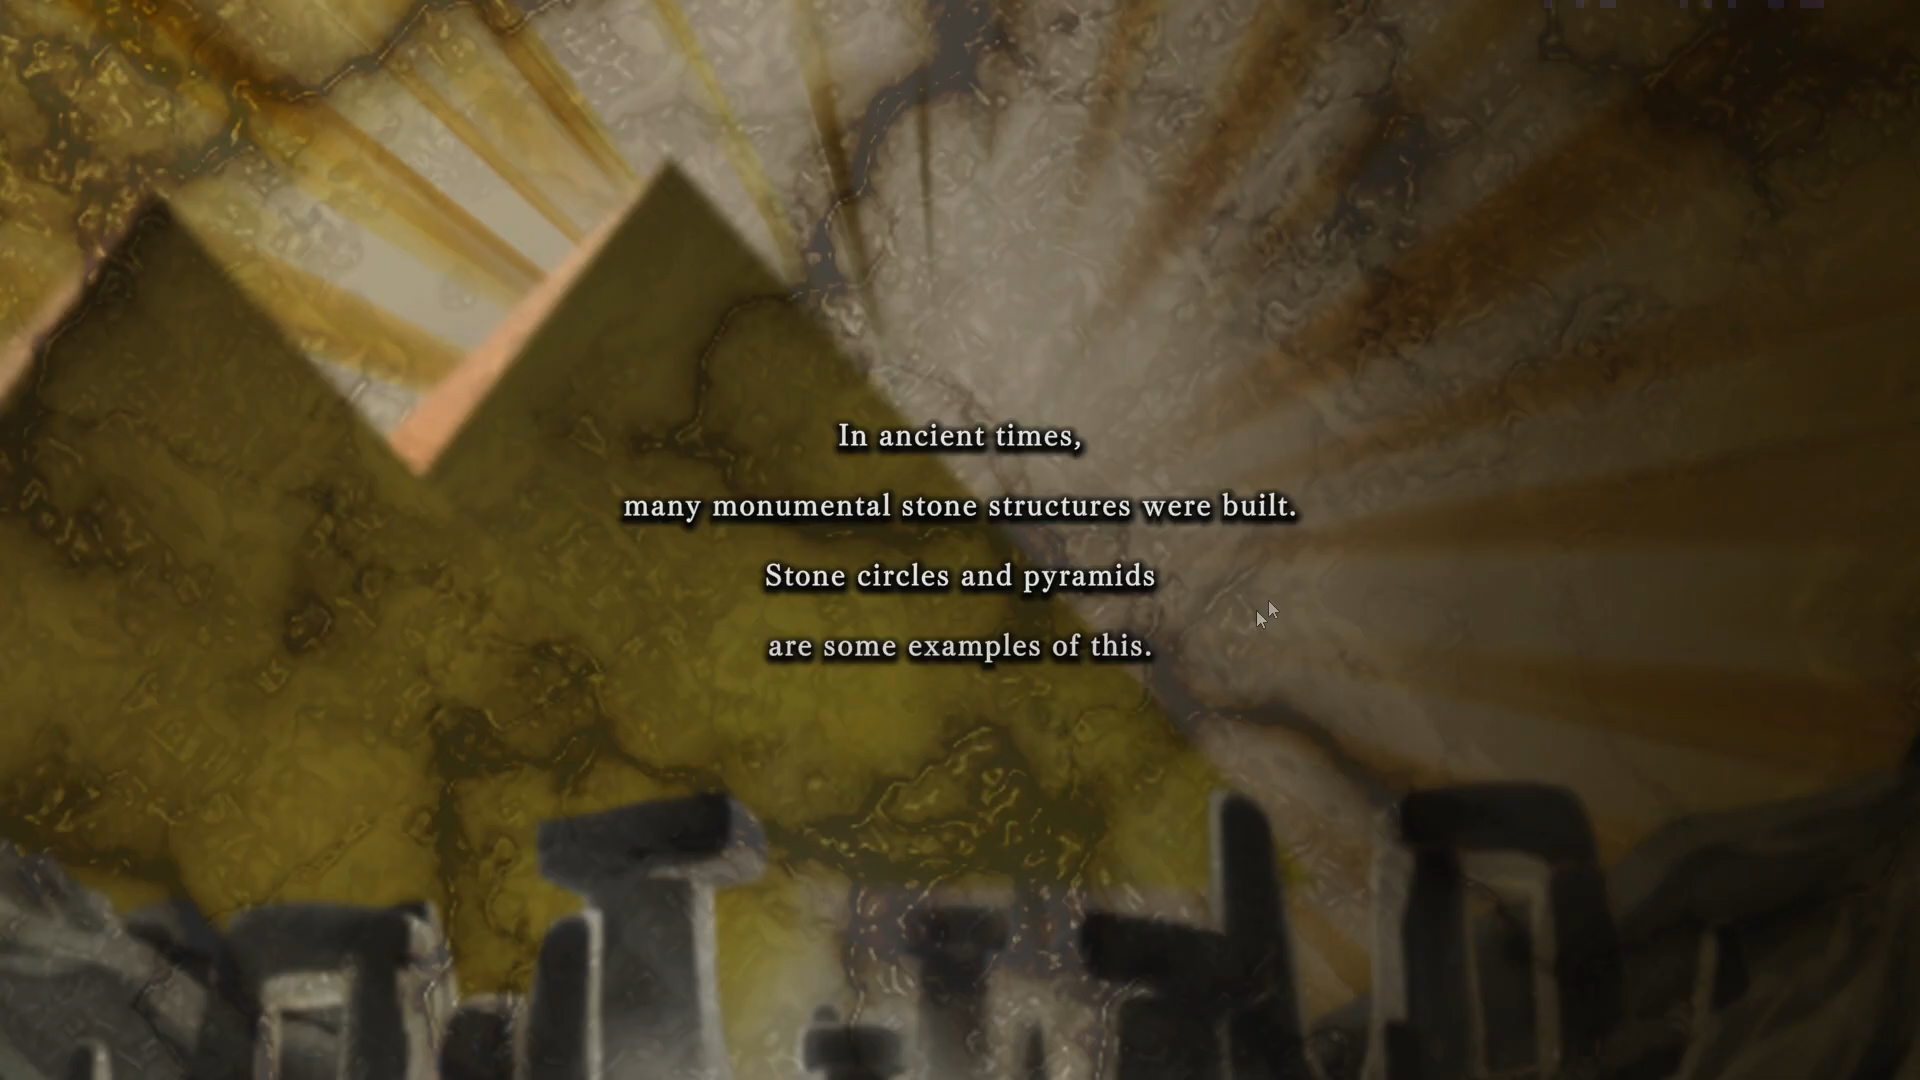 In ancient times,
many monumental stone structures were built.
Stone circles and pyramids
are some examples of this.